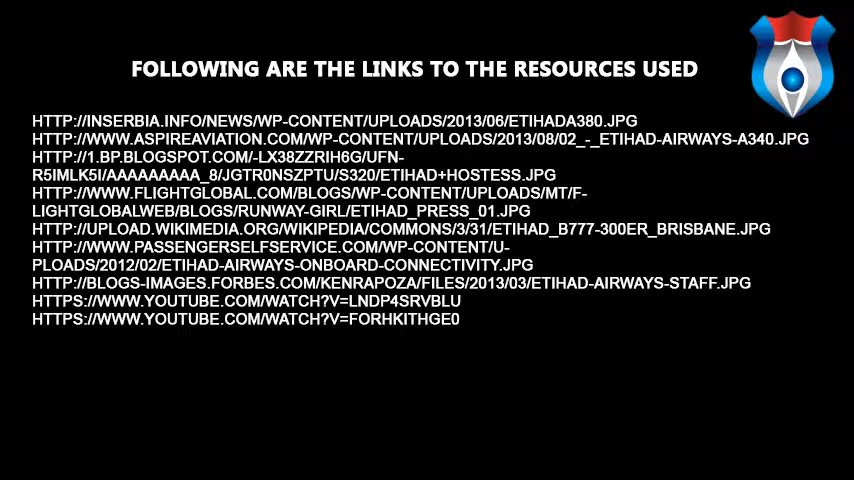 FOLLOWING ARE THE LINKS TO THE RESOURCES USED
HTTP://INSERBIA.INFO/NEWS/WP-CONTENT/UPLOADS/2013/06/ETIHADA380.JPG
HTTP://WWW.ASPIREAVIATION.COM/WP-CONTENT/UPLOADS/2013/08/02_-_ETIHAD-AIRWAYS-A340.JPG
HTTP://1.BP.BLOGSPOT.COM/-LX38ZZRIH6G/UFN-
R5IMLK5I/AAAAAAAAA_8/JGTR0NSZPTU/S320/ETIHAD+HOSTESS.JPG
HTTP://WWW.FLIGHTGLOBAL.COM/BLOGS/WP-CONTENT/UPLOADS/MT/F-
LIGHTGLOBALWEB/BLOGS/RUNWAY-GIRL/ETIHAD_PRESS_01.JPG
HTTP://UPLOAD.WIKIMEDIA.ORG/WIKIPEDIA/COMMONS/3/31/ETIHAD_B777-300ER_BRISBANE.JPG
HTTP://WWW.PASSENGERSELFSERVICE.COM/WP-CONTENT/U-
PLOADS/2012/02/ETIHAD-AIRWAYS-ONBOARD-CONNECTIVITY.JPG
HTTP://BLOGS-IMAGES.FORBES.COM/KENRAPOZA/FILES/2013/03/ETIHAD-AIRWAYS-STAFF.JPG
HTTPS://WWW.YOUTUBE.COM/WATCH?V=LNDP4SRVBLU
HTTPS://WWW.YOUTUBE.COM/WATCH?V=FORHKITHGE0